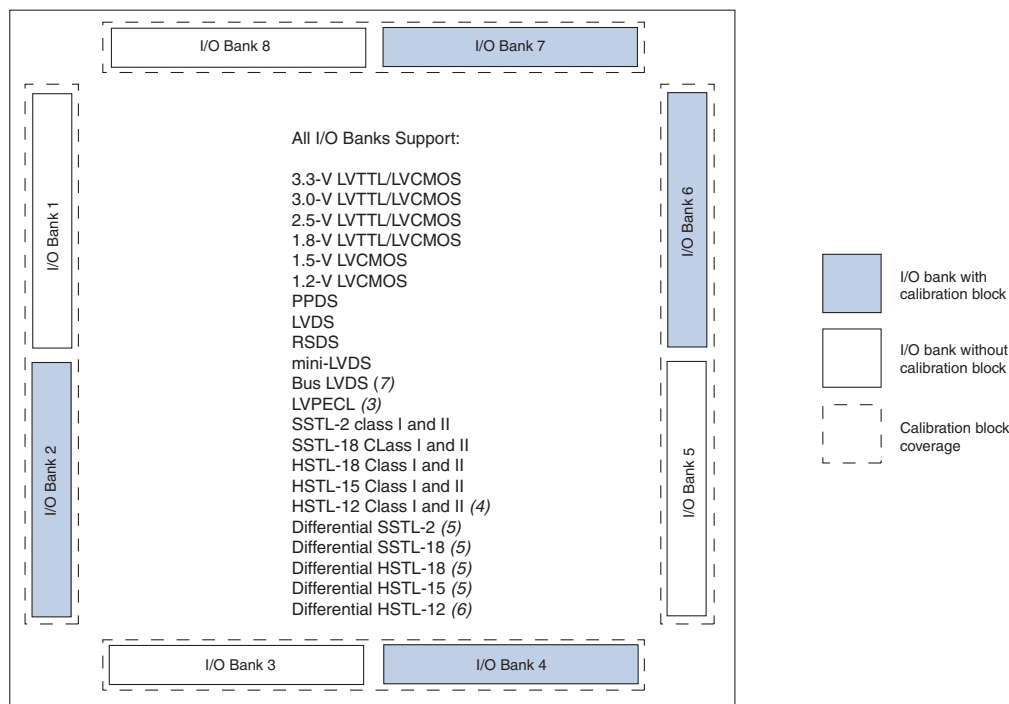 I/O Bank 8
I/O Bank 7
I/O Bank 1
I/O Bank 2
I/O Bank 6
I/O Bank 5
I/O Bank 3
I/O Bank 4
All I/O Banks Support:
3.3-V LVTTL/LVCMOS
3.0-V LVTTL/LVCMOS
2.5-V LVTTL/LVCMOS
1.8-V LVTTL/LVCMOS
1.5-V LVCMOS
1.2-V LVCMOS
PPDS
LVDS
RSDS
mini-LVDS
Bus LVDS (7)
LVPECL (3)
SSTL-2 class I and II
SSTL-18 CLass I and II
HSTL-18 Class I and II
HSTL-15 Class I and II
HSTL-12 Class I and II (4)
Differential SSTL-2 (5)
Differential SSTL-18 (5)
Differential HSTL-18 (5)
Differential HSTL-15 (5)
Differential HSTL-12 (6)
I/O bank with
calibration block
I/O bank without
calibration block
Calibration block
coverage